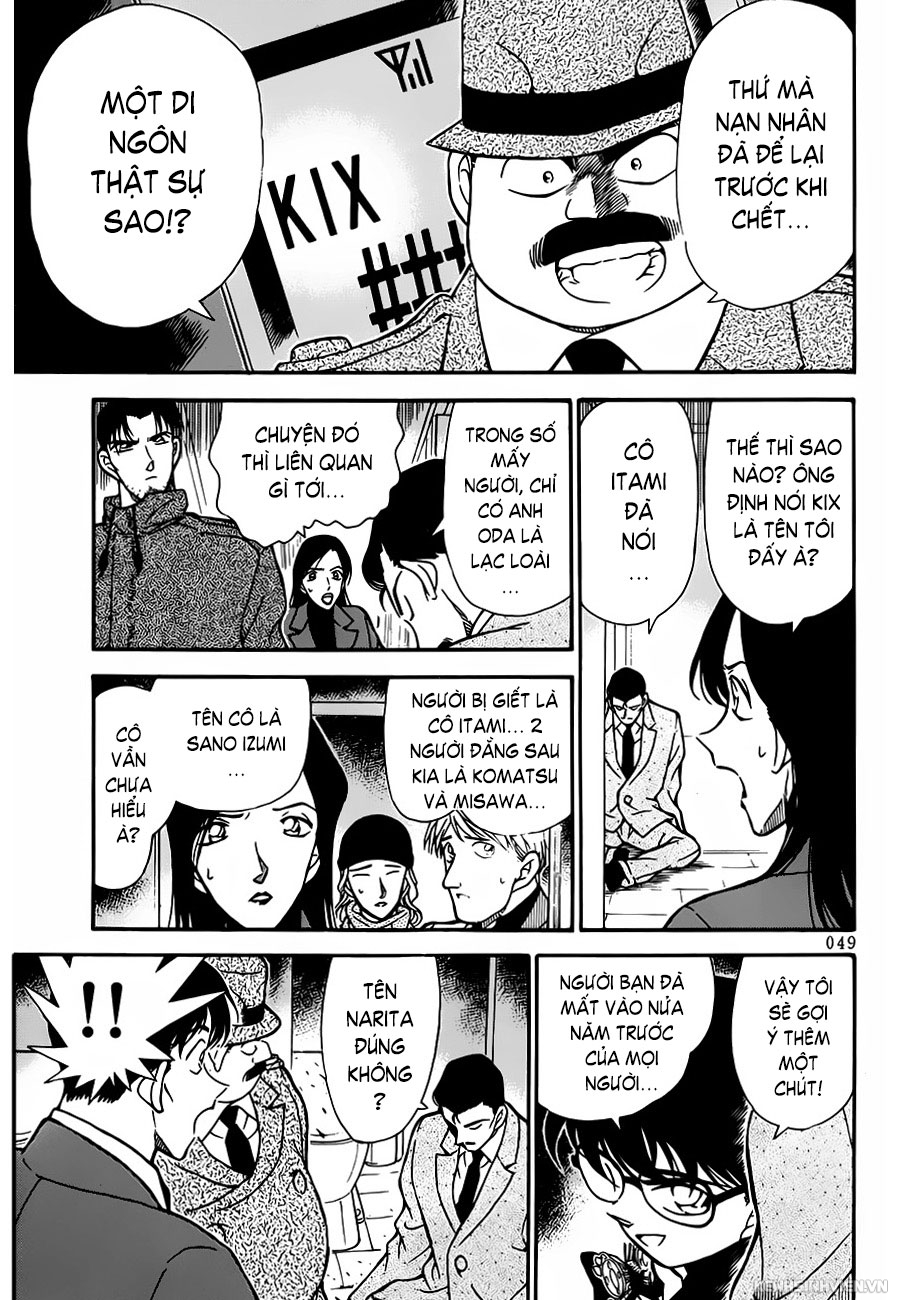 THỨ MÀ
NẠN NHÂN
ĐÃ ĐỂ LẠI
TRƯỚC KHI
CHẾT...
MỘT DI
NGÔN
THẬT SỰ
SAO!?
KIX
###
THẾ THÌ SAO
NÀO? ÔNG
ĐỊNH NÓI KIX
LÀ TÊN TÔI
ĐẤY À?
CÔ
ITAMI
ĐÃ
NÓI
...
TRONG SỐ
MẤY
NGƯỜI, CHỈ
CÓ ANH
ODA LÀ
LẠC LOÀI
...
CHUYỆN ĐÓ
THÌ LIÊN QUAN
GÌ TỚI...
NGƯỜI BỊ GIẾT LÀ
CÔ ITAMI... 2
NGƯỜI ĐẰNG SAU
KIA LÀ KOMATSU
VÀ MISAWA...
TÊN CÔ LÀ
SANO IZUMI
...
CÔ
VẪN
CHƯA
HIỂU
À?
049
VẬY TÔI
SẼ GỢI
Ý THÊM
MỘT
CHÚT!
NGƯỜI BẠN ĐÃ
MẤT VÀO NỬA
NĂM TRƯỚC
CỦA MỌI
NGƯỜI...
TÊN
NARITA
ĐÚNG
KHÔNG
?
!!
KENHSINHVIEN.VN